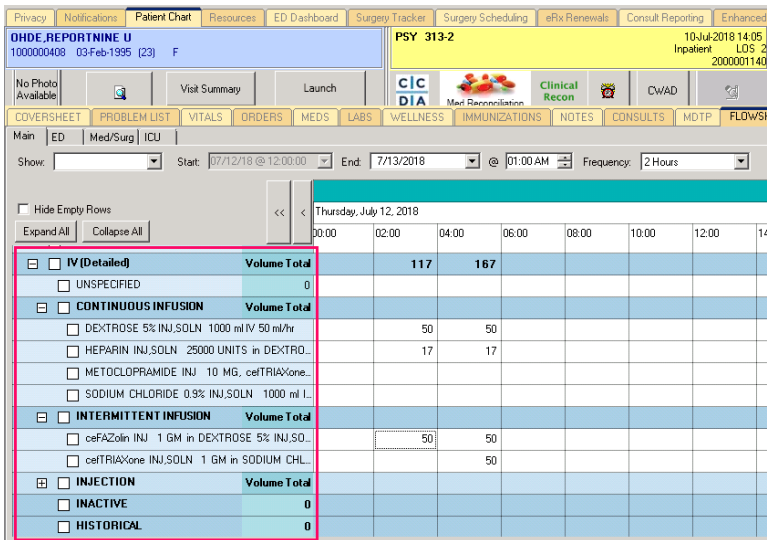 Privacy Notifications Patient Chart Resources ED Dashboard Surgery Tracker Surgery Scheduling eRx Renewals Consult Reporting Enhanced
OHDE,REPORTNINE U PSY 313-2 10-Jul-2018 14:05
1000000408 03-Feb-1995 (23) F Inpatient LOS 2
2000001140
No Photo Available Visit Summary Launch CCDA Med Reconciliation Clinical Recon CWAD
COVERSHEET PROBLEM LIST VITALS ORDERS MEDS LABS WELLNESS IMMUNIZATIONS NOTES CONSULTS MDTP FLOWSH
Main ED Med/Surg ICU
Show: Start: 07/12/18 @ 12:00:00 End: 7/13/2018 @ 01:00 AM Frequency: 2 Hours
Hide Empty Rows << < Thursday, July 12, 2018
Expand All Collapse All 00:00 02:00 04:00 06:00 08:00 10:00 12:00 14
IV (Detailed) Volume Total 117 167
UNSPECIFIED 0
CONTINUOUS INFUSION Volume Total
DEXTROSE 5% INJ,SOLN 1000 ml IV 50 ml/hr 50 50
HEPARIN INJ,SOLN 25000 UNITS in DEXTRO... 17 17
METOCLOPRAMIDE INJ 10 MG, cefTRIAXone...
SODIUM CHLORIDE 0.9% INJ,SOLN 1000 ml I...
INTERMITTENT INFUSION Volume Total
ceFAZolin INJ 1 GM in DEXTROSE 5% INJ,SO... 50 50
cefTRIAXone INJ,SOLN 1 GM in SODIUM CHL... 50
INJECTION Volume Total
INACTIVE 0
HISTORICAL 0